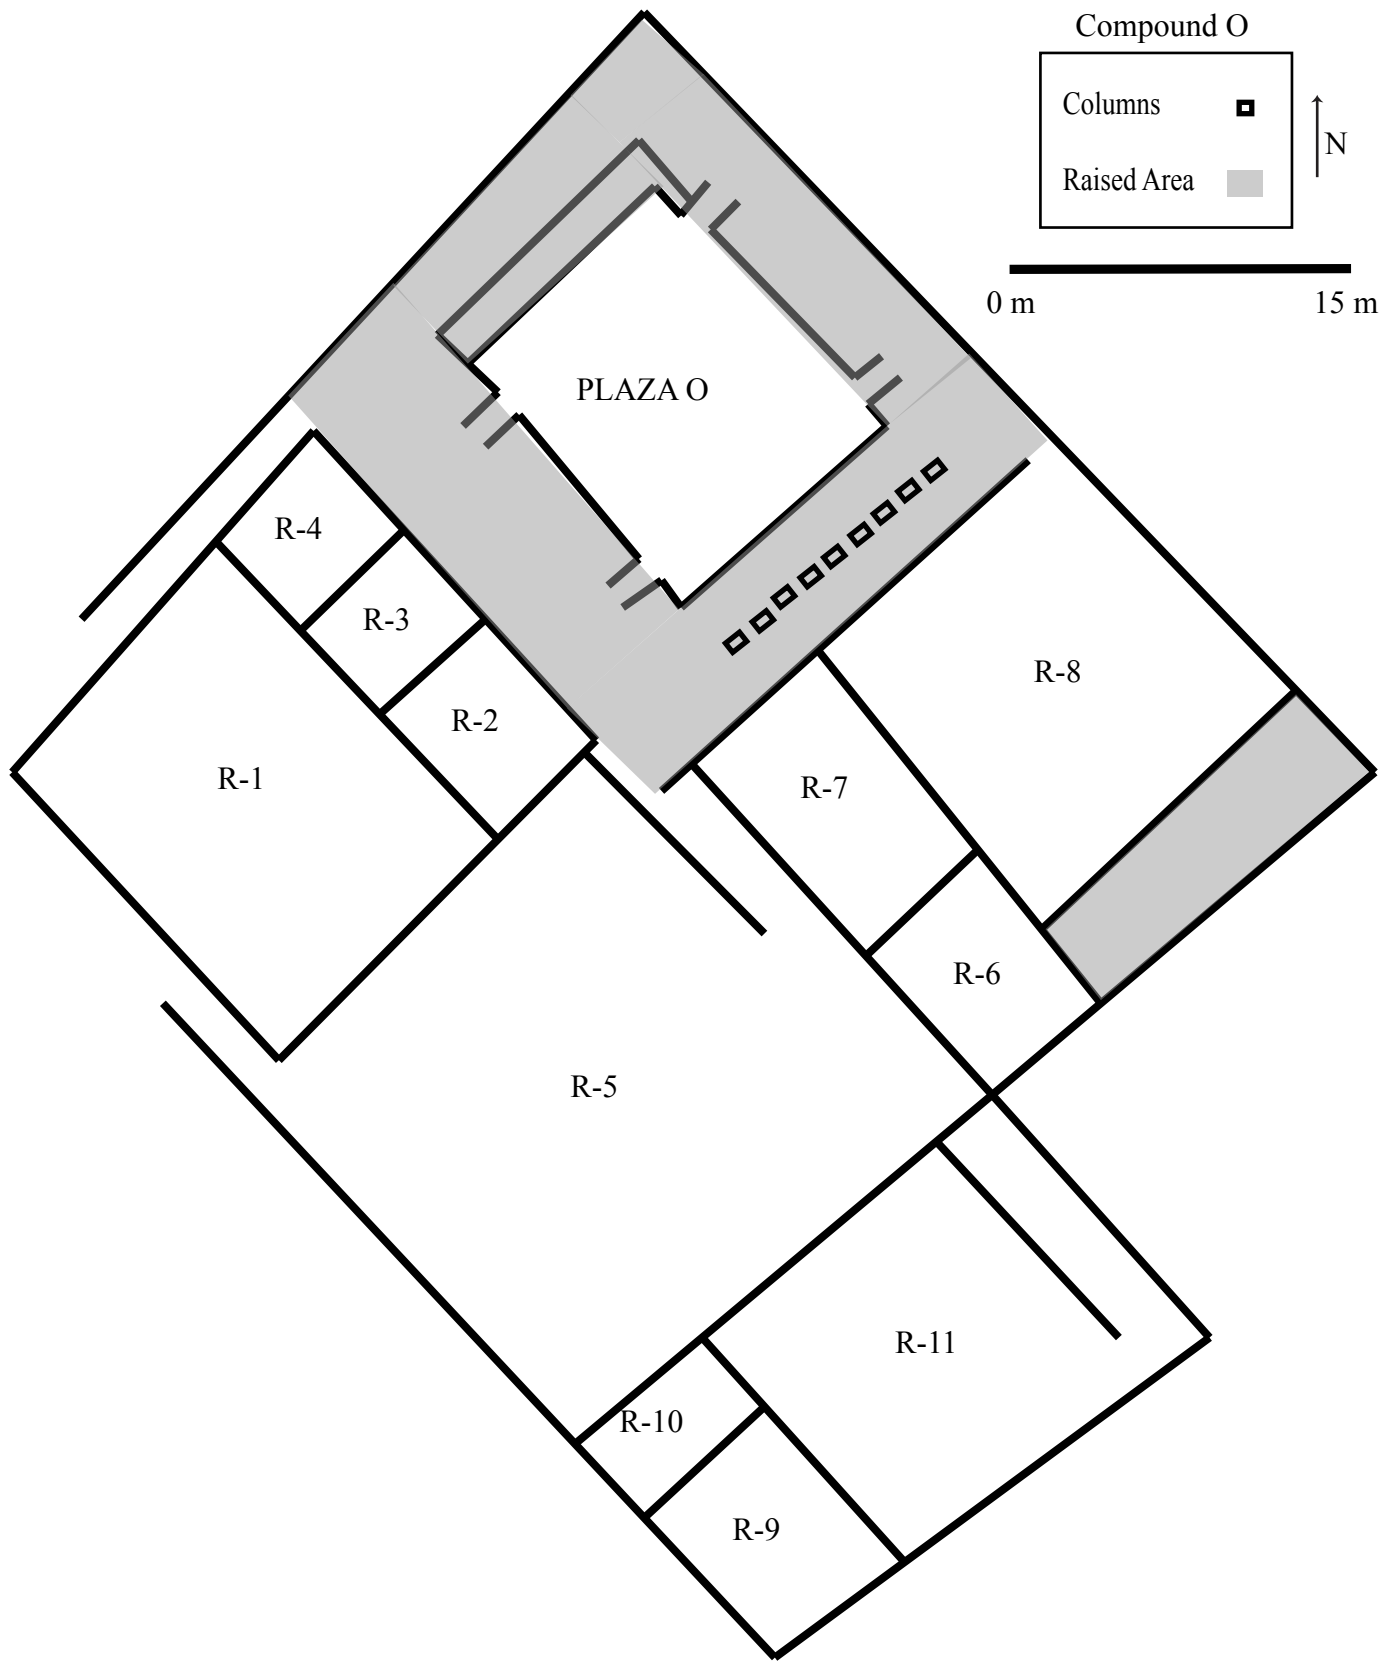 Compound O
Columns
N
Raised Area
0 m 15 m
PLAZA O
R-4
R-3
R-8
R-2
R-1
R-7
R-6
R-5
R-11
R-10
R-9